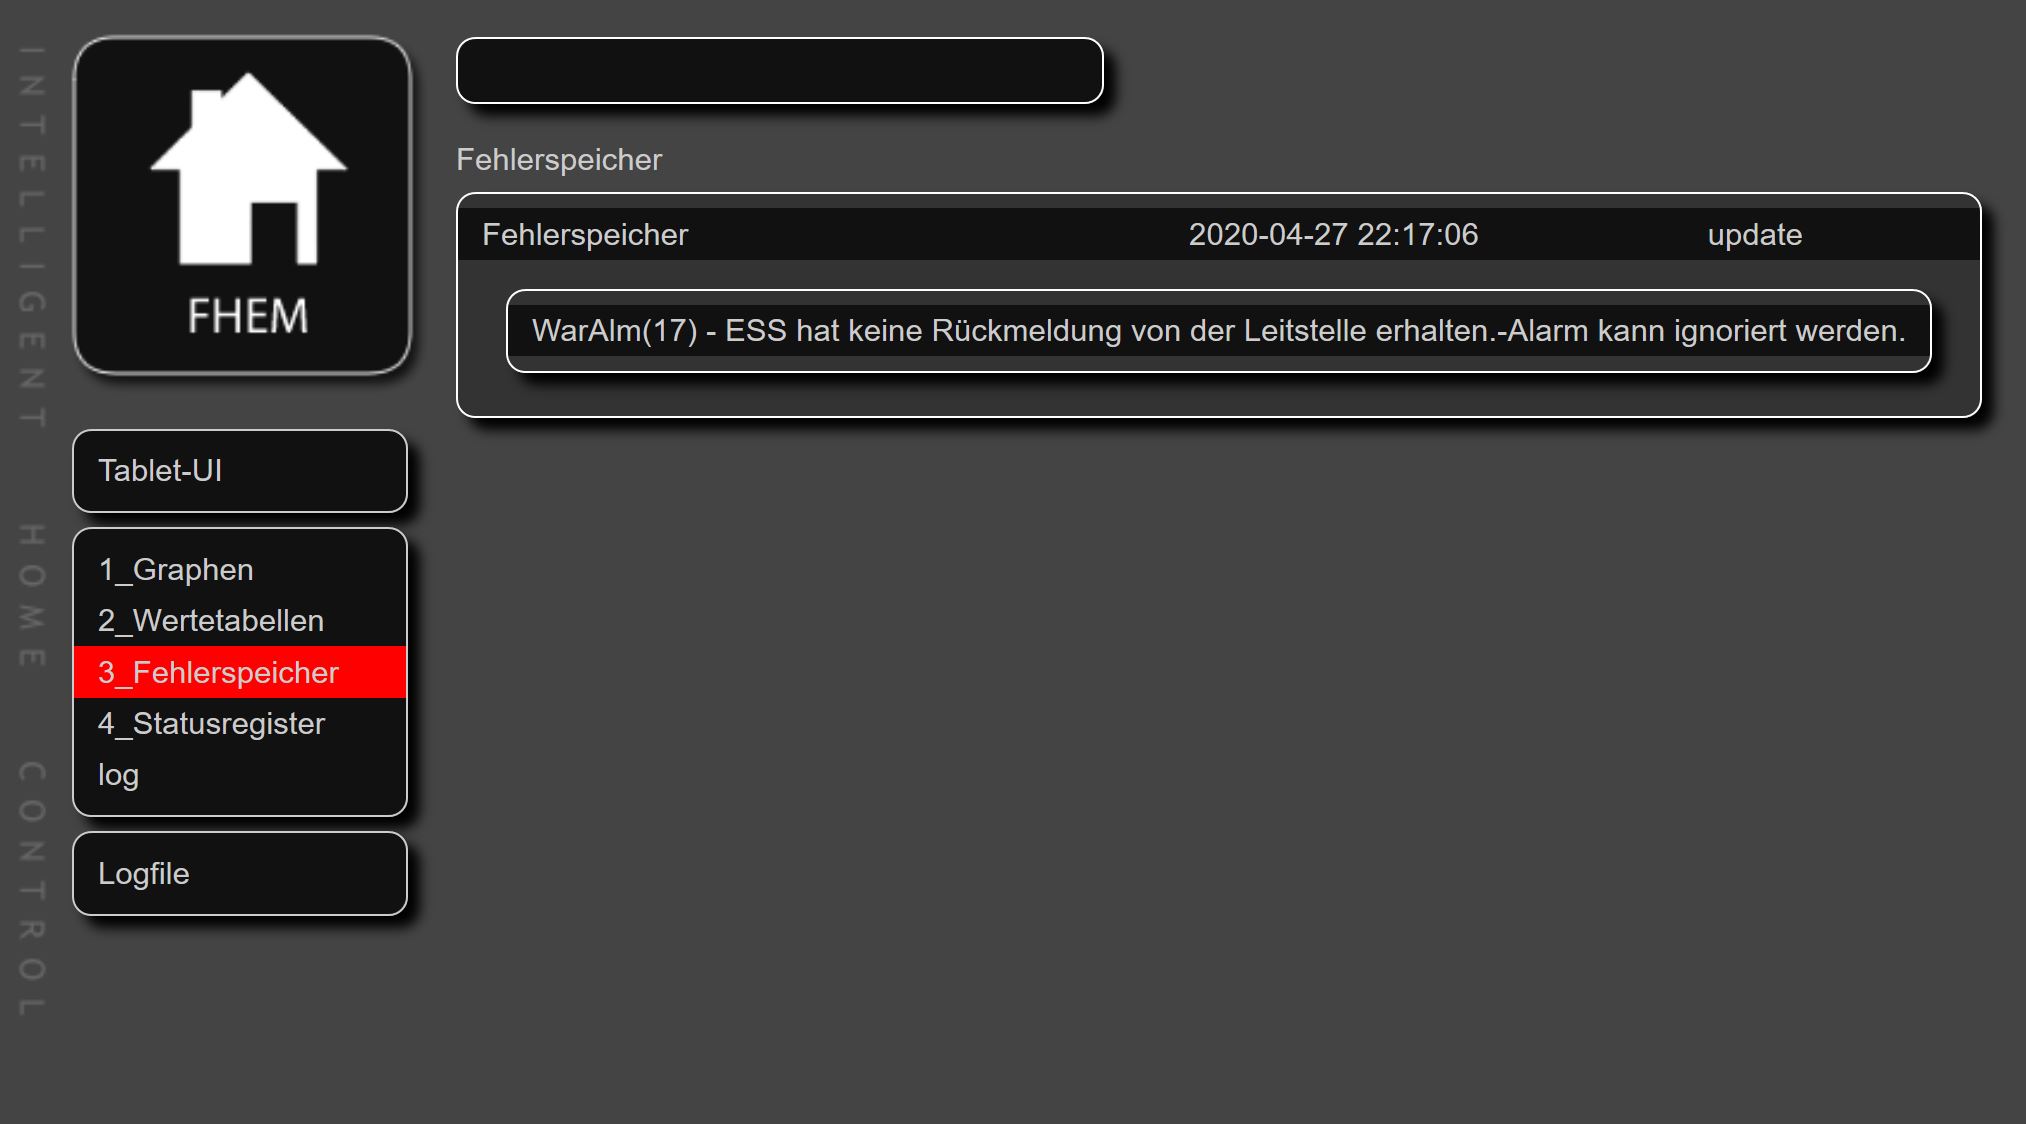 INTELLIGENT HOME CONTROL
FHEM
Tablet-UI
1_Graphen
2_Wertetabellen
3_Fehlerspeicher
4_Statusregister
log
Logfile
Fehlerspeicher
Fehlerspeicher 2020-04-27 22:17:06 update
WarAlm(17) - ESS hat keine Rückmeldung von der Leitstelle erhalten.-Alarm kann ignoriert werden.